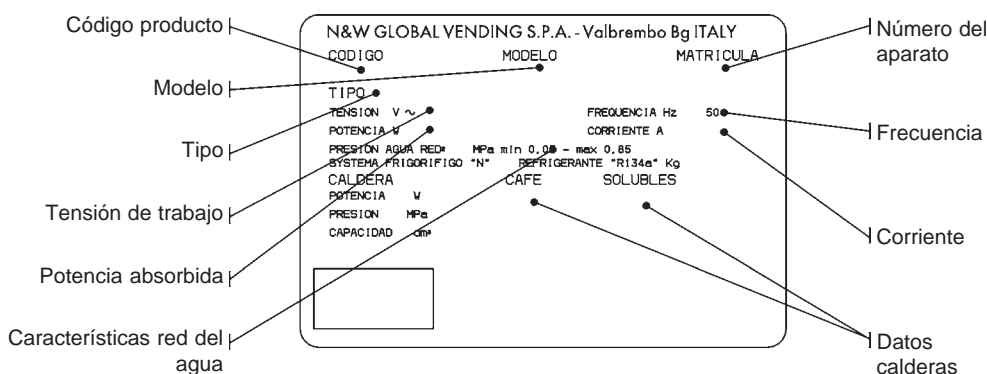 Código producto
Modelo
Tipo
Tensión de trabajo
Potencia absorbida
Características red del
agua
N&W GLOBAL VENDING S.P.A. - Valbrembo Bg ITALY
CODIGO MODELO MATRICULA
TIPO
TENSION V ~ FREQUENCIA Hz 50
POTENCIA W CORRIENTE A
PRESION AGUA RED* MPa min 0,05 - max 0,85
SYSTEMA FRIGORIFIGO "N" REFRIGERANTE "R134a" Kg
CALDERA CAFE SOLUBLES
POTENCIA W
PRESION MPa
CAPACIDAD dm³
Número del
aparato
Frecuencia
Corriente
Datos
calderas